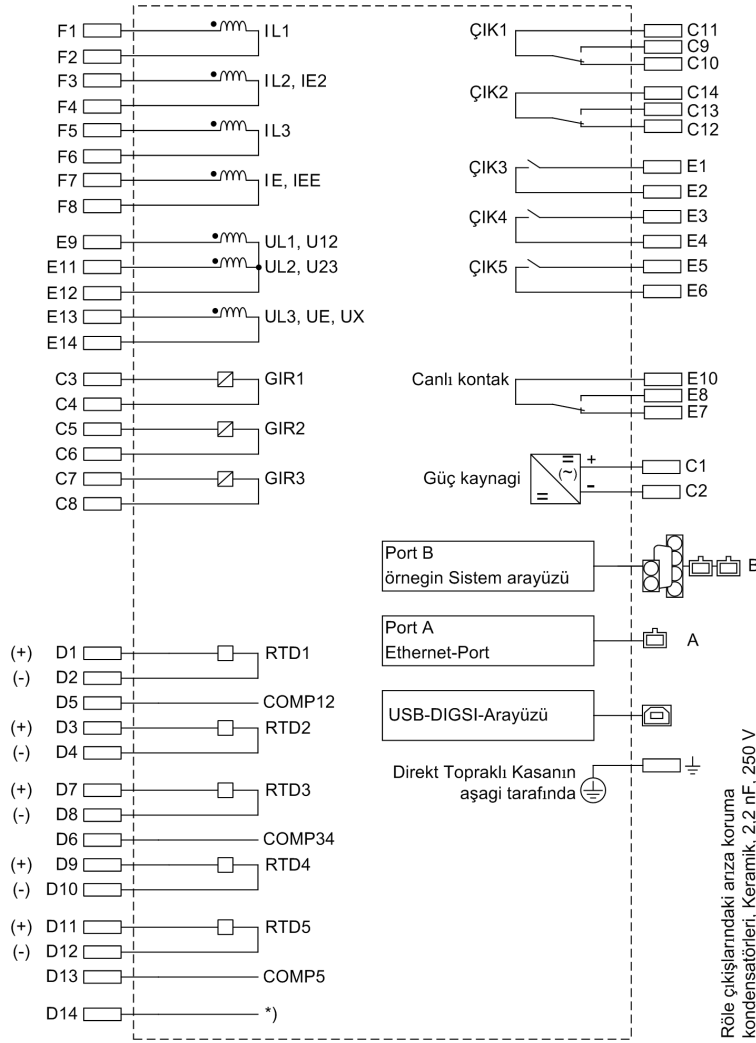 F1 IL1
F2
F3 IL2, IE2
F4
F5 IL3
F6
F7 IE, IEE
F8
E9 UL1, U12
E11 UL2, U23
E12
E13 UL3, UE, UX
E14
C3 GIR1
C4
C5 GIR2
C6
C7 GIR3
C8
(+) D1 RTD1
(-) D2
D5 COMP12
(+) D3 RTD2
(-) D4
(+) D7 RTD3
(-) D8
D6 COMP34
(+) D9 RTD4
(-) D10
(+) D11 RTD5
(-) D12
D13 COMP5
D14 *)
ÇIK1 C11
C9
C10
ÇIK2 C14
C13
C12
ÇIK3 E1
E2
ÇIK4 E3
E4
ÇIK5 E5
E6
Canlı kontak E10
E8
E7
Güç kaynagi = (~) = + C1
- C2
Port B
örnegin Sistem arayüzü
B
Port A
Ethernet-Port
A
USB-DIGSI-Arayüzü
Direkt Topraklı Kasanın
aşagi tarafında
Röle çıkişlarındaki arıza koruma
kondensatörleri, Keramik, 2,2 nF, 250 V